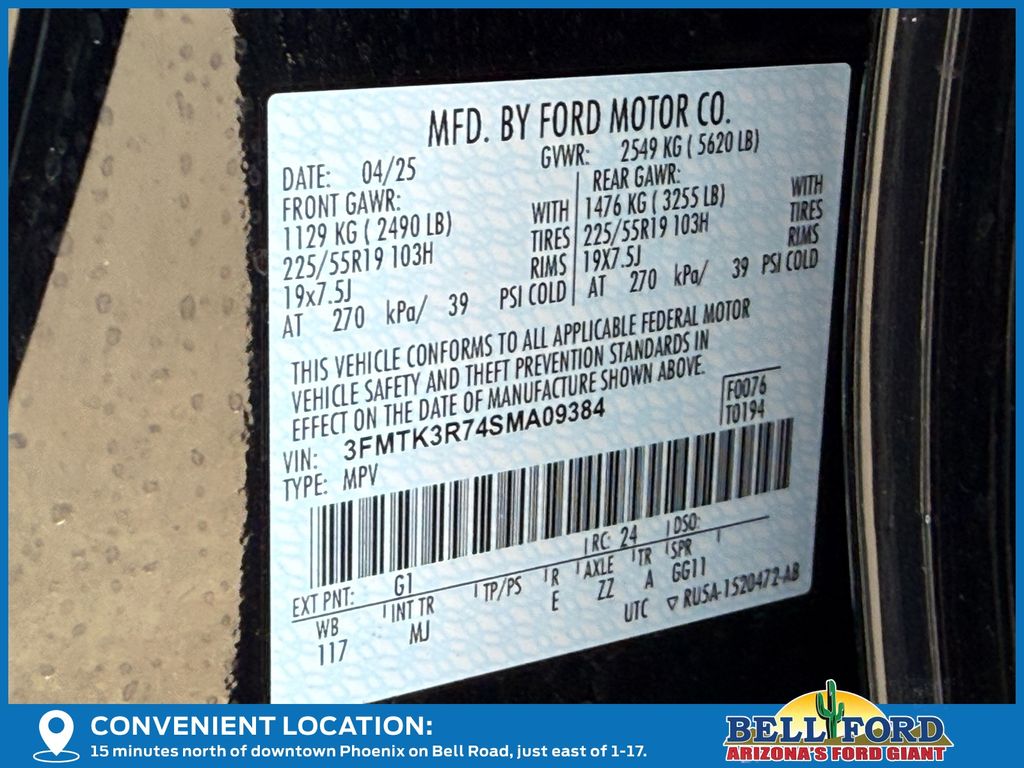 MFD. BY FORD MOTOR CO.
DATE: 04/25 GVWR: 2549 KG ( 5620 LB)
FRONT GAWR: REAR GAWR:
1129 KG ( 2490 LB) WITH 1476 KG ( 3255 LB) WITH
225/55R19 103H TIRES 225/55R19 103H TIRES
19x7.5J RIMS 19X7.5J RIMS
AT 270 kPa/ 39 PSI COLD AT 270 kPa/ 39 PSI COLD
THIS VEHICLE CONFORMS TO ALL APPLICABLE FEDERAL MOTOR
VEHICLE SAFETY AND THEFT PREVENTION STANDARDS IN
EFFECT ON THE DATE OF MANUFACTURE SHOWN ABOVE.
VIN: 3FMTK3R74SMA09384 F0076
TYPE: MPV T0194
EXT PNT: G1 RC: 24 DSO:
WB INT TR TP/PS R AXLE TR SPR
117 MJ E ZZ A GG11
UTC RUSA-1520472-AB
CONVENIENT LOCATION:
15 minutes north of downtown Phoenix on Bell Road, just east of 1-17.
BELL FORD
ARIZONA'S FORD GIANT